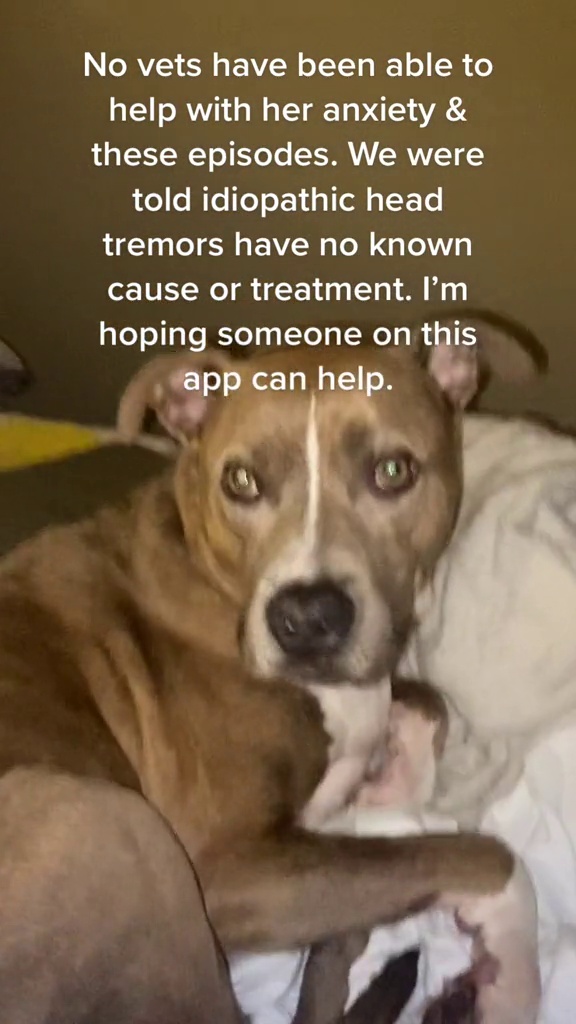 No vets have been able to
help with her anxiety &
these episodes. We were
told idiopathic head
tremors have no known
cause or treatment. I’m
hoping someone on this
app can help.